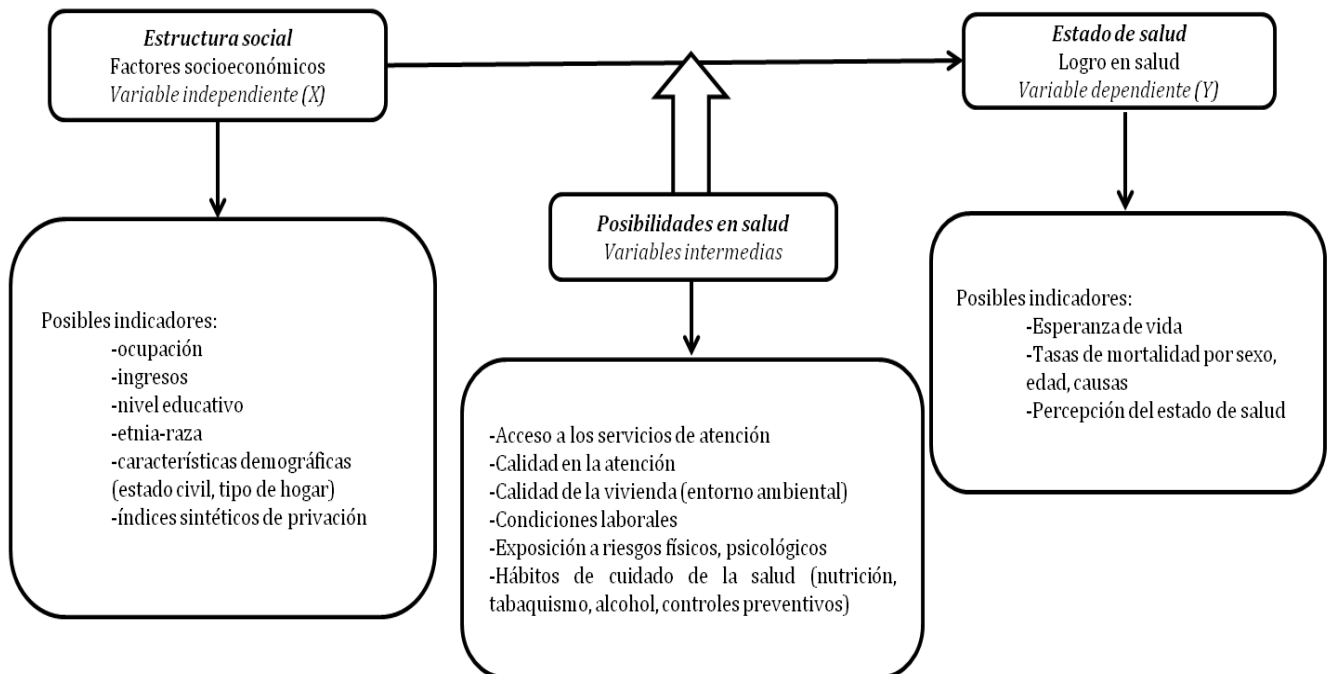 Estructura social
Factores socioeconómicos
Variable independiente (X)
Estado de salud
Logro en salud
Variable dependiente (Y)
Posibilidades en salud
Variables intermedias
Posibles indicadores:
-ocupación
-ingresos
-nivel educativo
-etnia-raza
-características demográficas
(estado civil, tipo de hogar)
-índices sintéticos de privación
-Acceso a los servicios de atención
-Calidad en la atención
-Calidad de la vivienda (entorno ambiental)
-Condiciones laborales
-Exposición a riesgos físicos, psicológicos
-Hábitos de cuidado de la salud (nutrición,
tabaquismo, alcohol, controles preventivos)
Posibles indicadores:
-Esperanza de vida
-Tasas de mortalidad por sexo,
edad, causas
-Percepción del estado de salud